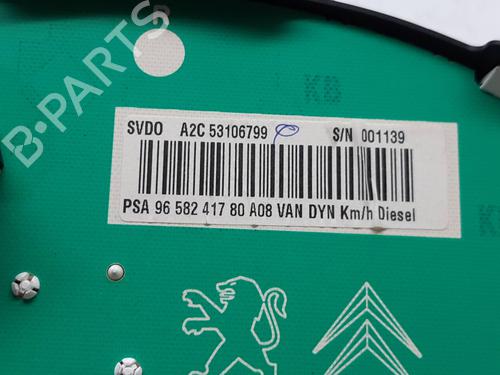 B-PARTS
KB
SVDO A2C 53106799 S/N 001139
PSA 96 582 417 80 A08 VAN DYN Km/h Diesel